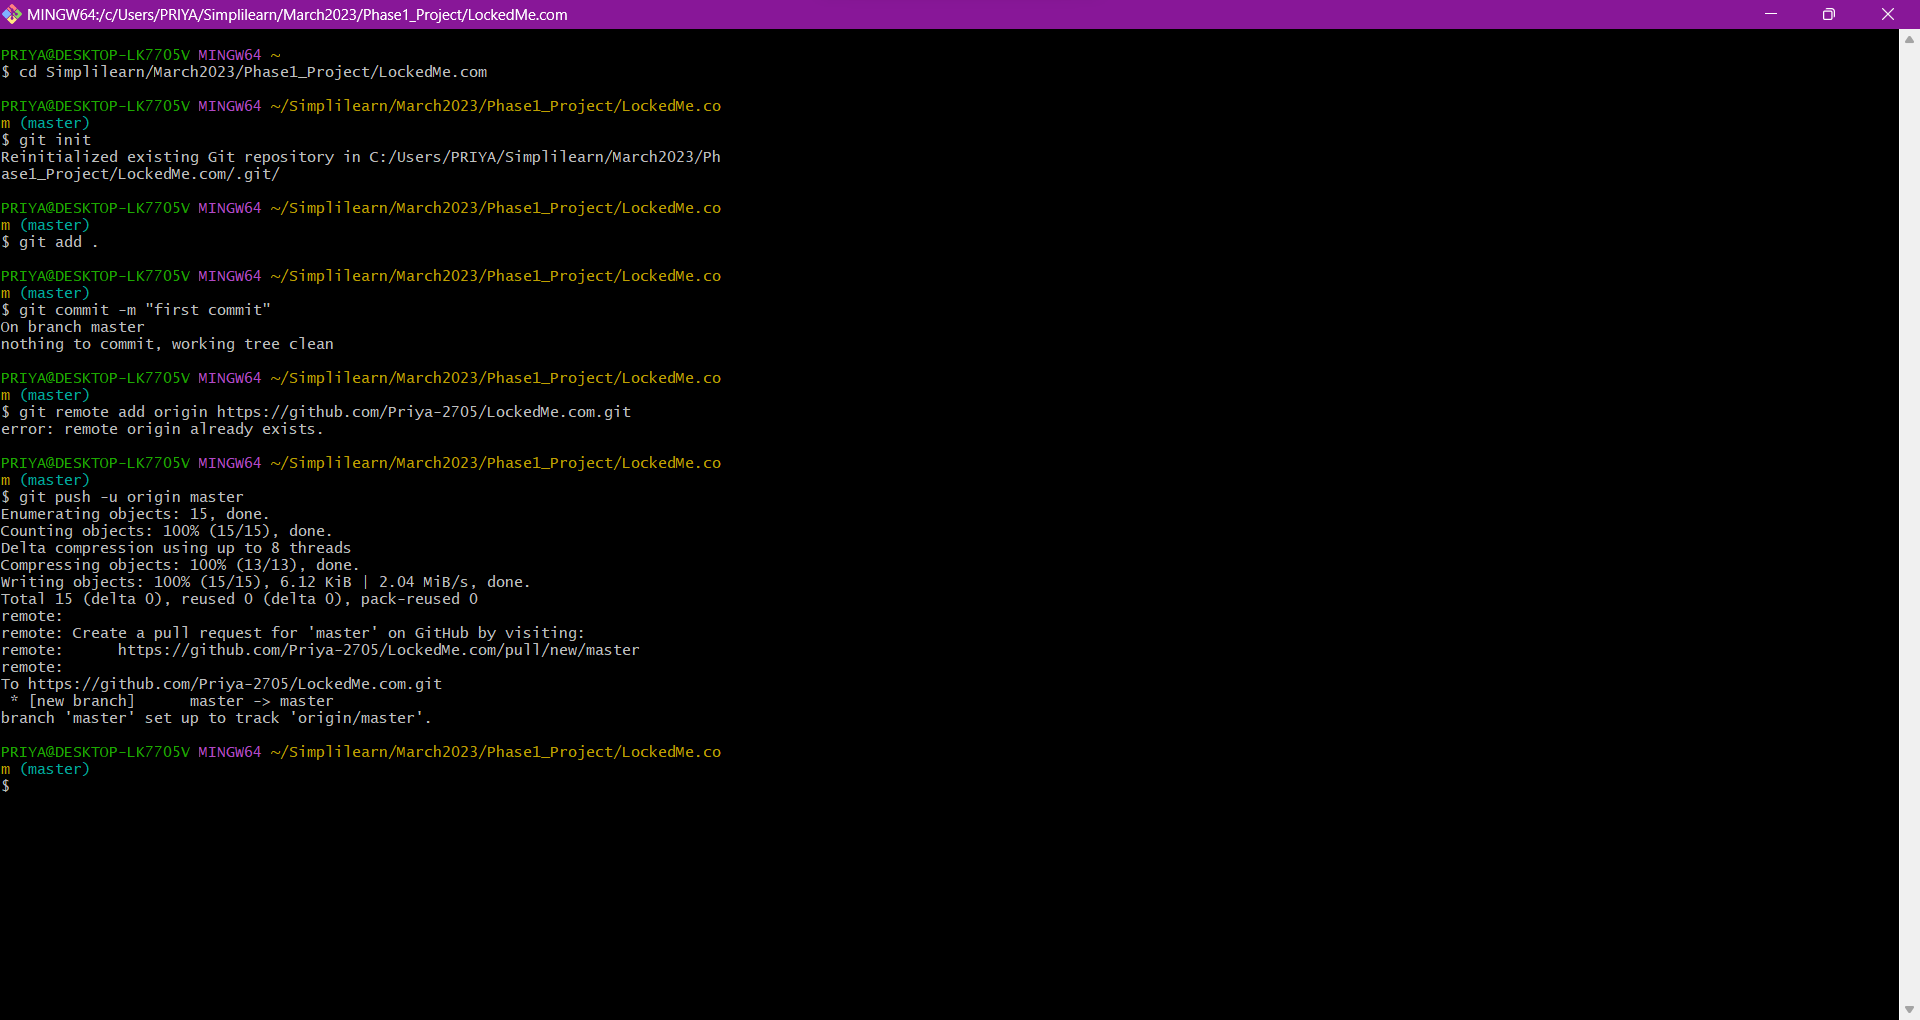 MINGW64:/c/Users/PRIYA/Simplilearn/March2023/Phase1_Project/LockedMe.com
PRIYA@DESKTOP-LK7705V MINGW64 ~
$ cd Simplilearn/March2023/Phase1_Project/LockedMe.com
PRIYA@DESKTOP-LK7705V MINGW64 ~/Simplilearn/March2023/Phase1_Project/LockedMe.co
m (master)
$ git init
Reinitialized existing Git repository in C:/Users/PRIYA/Simplilearn/March2023/Ph
ase1_Project/LockedMe.com/.git/
PRIYA@DESKTOP-LK7705V MINGW64 ~/Simplilearn/March2023/Phase1_Project/LockedMe.co
m (master)
$ git add .
PRIYA@DESKTOP-LK7705V MINGW64 ~/Simplilearn/March2023/Phase1_Project/LockedMe.co
m (master)
$ git commit -m "first commit"
On branch master
nothing to commit, working tree clean
PRIYA@DESKTOP-LK7705V MINGW64 ~/Simplilearn/March2023/Phase1_Project/LockedMe.co
m (master)
$ git remote add origin https://github.com/Priya-2705/LockedMe.com.git
error: remote origin already exists.
PRIYA@DESKTOP-LK7705V MINGW64 ~/Simplilearn/March2023/Phase1_Project/LockedMe.co
m (master)
$ git push -u origin master
Enumerating objects: 15, done.
Counting objects: 100% (15/15), done.
Delta compression using up to 8 threads
Compressing objects: 100% (13/13), done.
Writing objects: 100% (15/15), 6.12 KiB | 2.04 MiB/s, done.
Total 15 (delta 0), reused 0 (delta 0), pack-reused 0
remote:
remote: Create a pull request for 'master' on GitHub by visiting:
remote:      https://github.com/Priya-2705/LockedMe.com/pull/new/master
remote:
To https://github.com/Priya-2705/LockedMe.com.git
 * [new branch]      master -> master
branch 'master' set up to track 'origin/master'.
PRIYA@DESKTOP-LK7705V MINGW64 ~/Simplilearn/March2023/Phase1_Project/LockedMe.co
m (master)
$